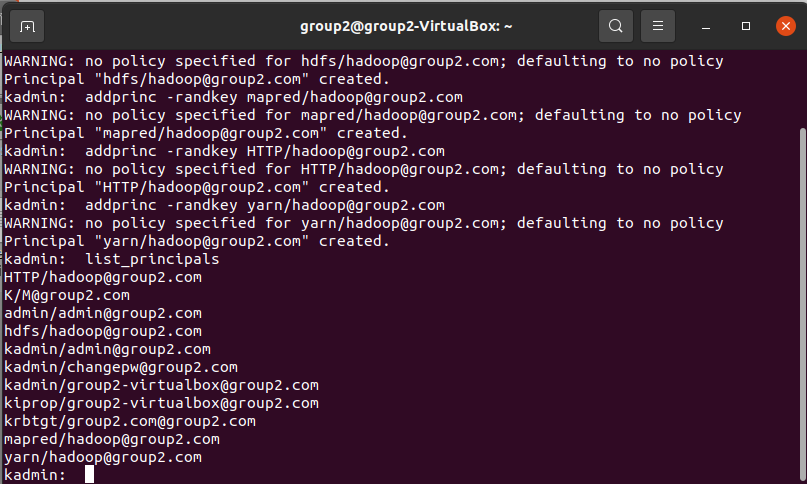 group2@group2-VirtualBox: ~
WARNING: no policy specified for hdfs/hadoop@group2.com; defaulting to no policy
Principal "hdfs/hadoop@group2.com" created.
kadmin:  addprinc -randkey mapred/hadoop@group2.com
WARNING: no policy specified for mapred/hadoop@group2.com; defaulting to no policy
Principal "mapred/hadoop@group2.com" created.
kadmin:  addprinc -randkey HTTP/hadoop@group2.com
WARNING: no policy specified for HTTP/hadoop@group2.com; defaulting to no policy
Principal "HTTP/hadoop@group2.com" created.
kadmin:  addprinc -randkey yarn/hadoop@group2.com
WARNING: no policy specified for yarn/hadoop@group2.com; defaulting to no policy
Principal "yarn/hadoop@group2.com" created.
kadmin:  list_principals
HTTP/hadoop@group2.com
K/M@group2.com
admin/admin@group2.com
hdfs/hadoop@group2.com
kadmin/admin@group2.com
kadmin/changepw@group2.com
kadmin/group2-virtualbox@group2.com
kiprop/group2-virtualbox@group2.com
krbtgt/group2.com@group2.com
mapred/hadoop@group2.com
yarn/hadoop@group2.com
kadmin: